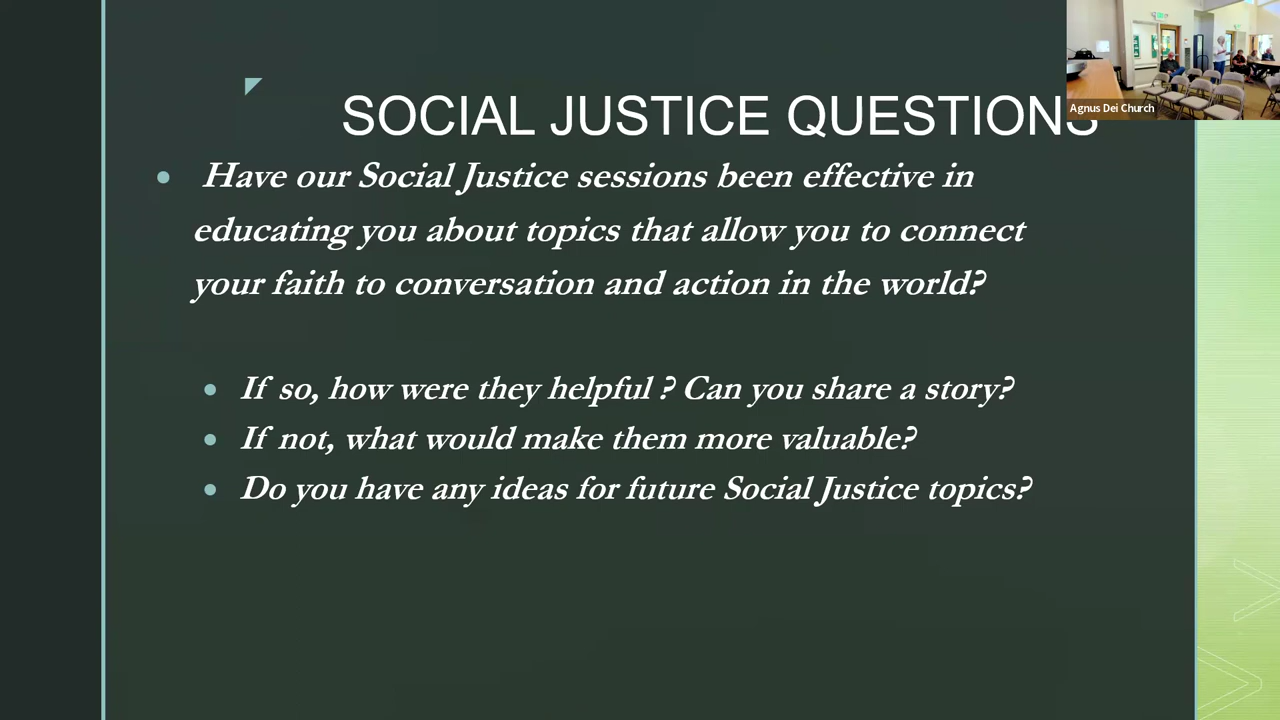 SOCIAL JUSTICE QUESTIONS
Agnus Dei Church
Have our Social Justice sessions been effective in
educating you about topics that allow you to connect
your faith to conversation and action in the world?
If so, how were they helpful ? Can you share a story?
If not, what would make them more valuable?
Do you have any ideas for future Social Justice topics?